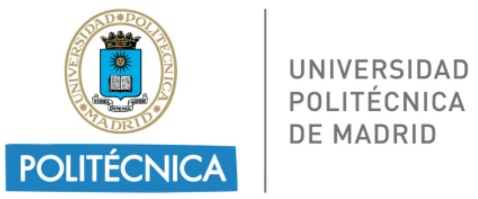 UNIVERSIDAD POLITÉCNICA
MADRID
POLITÉCNICA
UNIVERSIDAD
POLITÉCNICA
DE MADRID